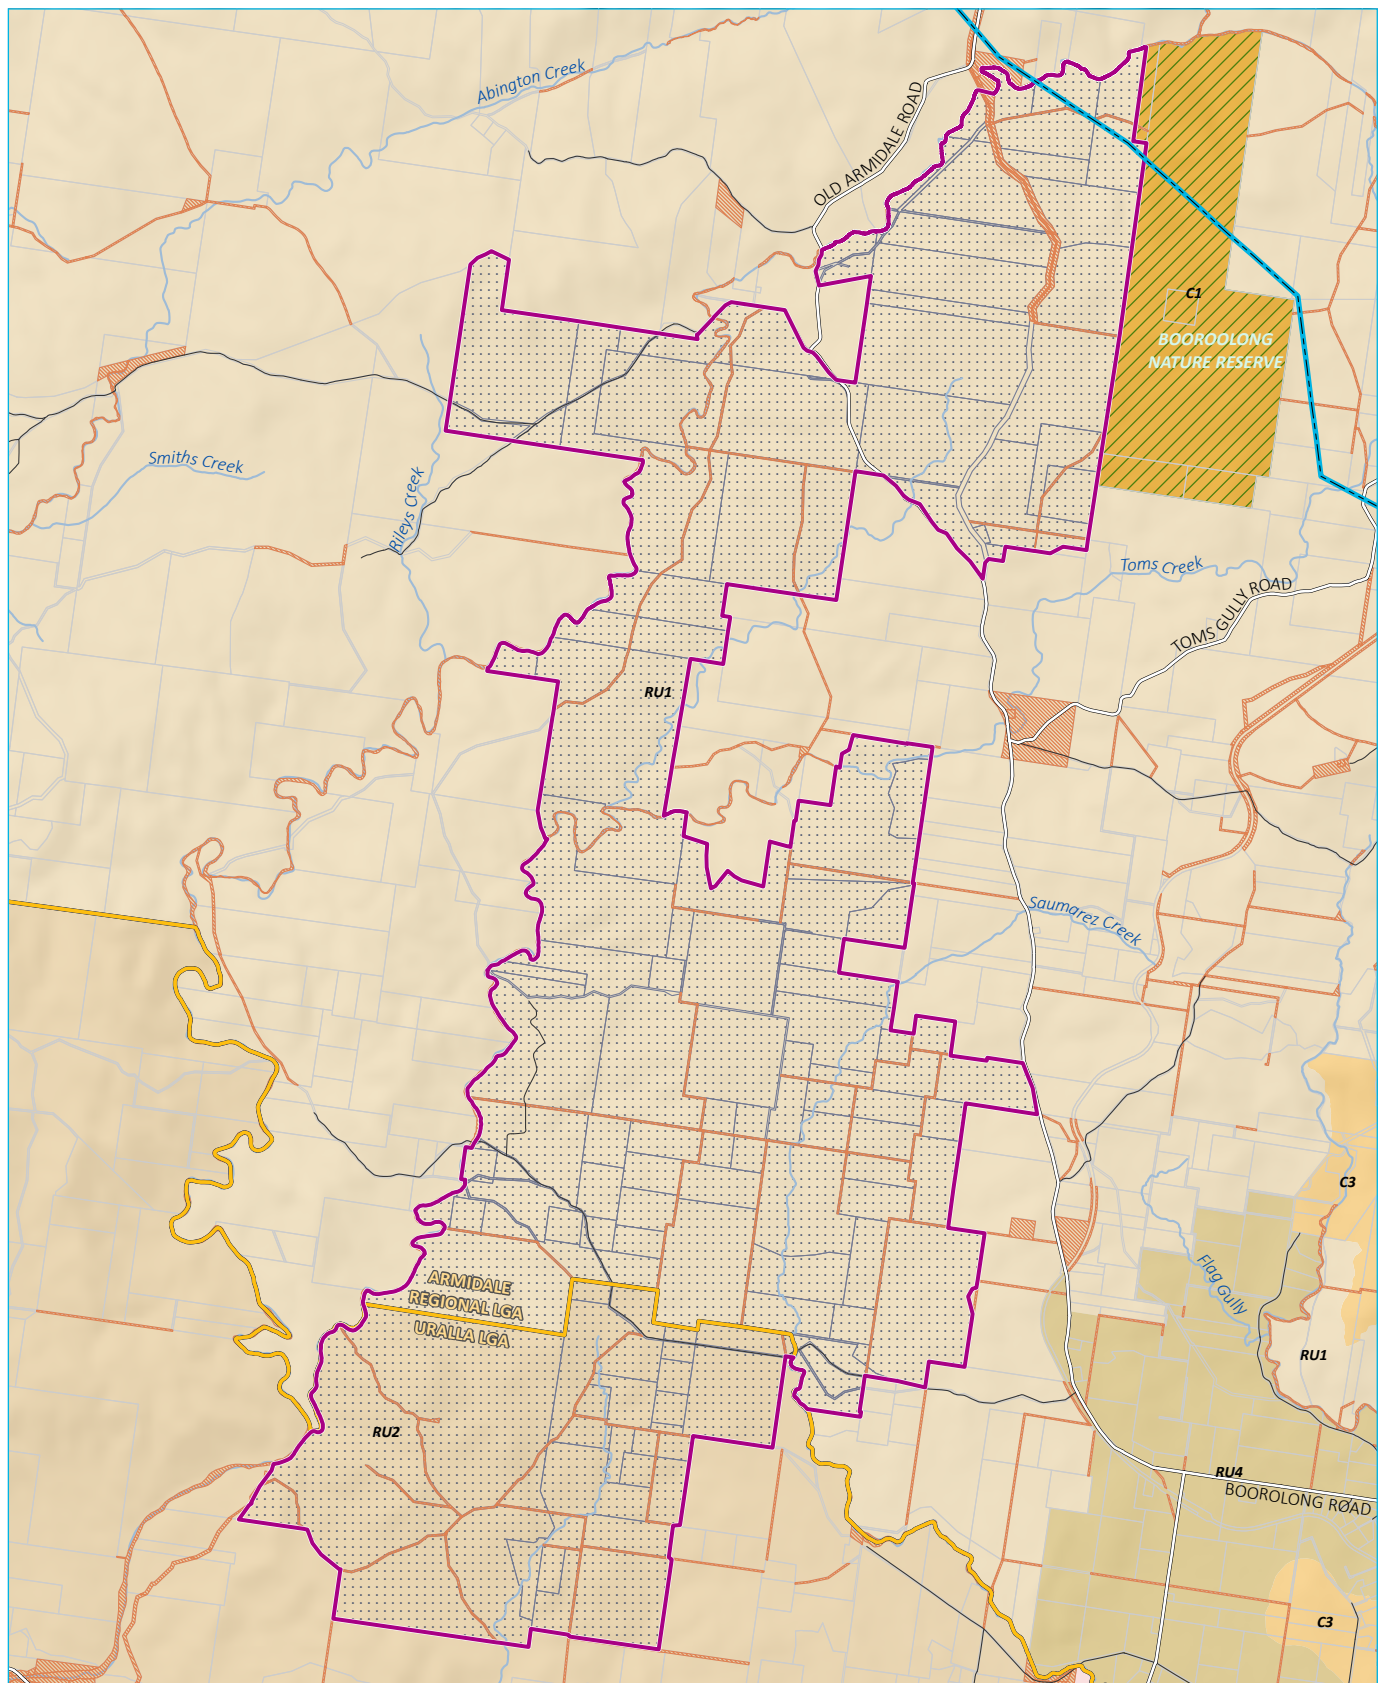 Abington Creek
OLD ARMIDALE ROAD
C1
BOOROOLONG
NATURE RESERVE
Smiths Creek
Rileys Creek
Toms Creek
TOMS GULLY ROAD
RU1
Saumarez Creek
C3
Flag Gully
ARMIDALE
REGIONAL LGA
URALLA LGA
RU1
RU2
RU4
BOOROLONG ROAD
C3